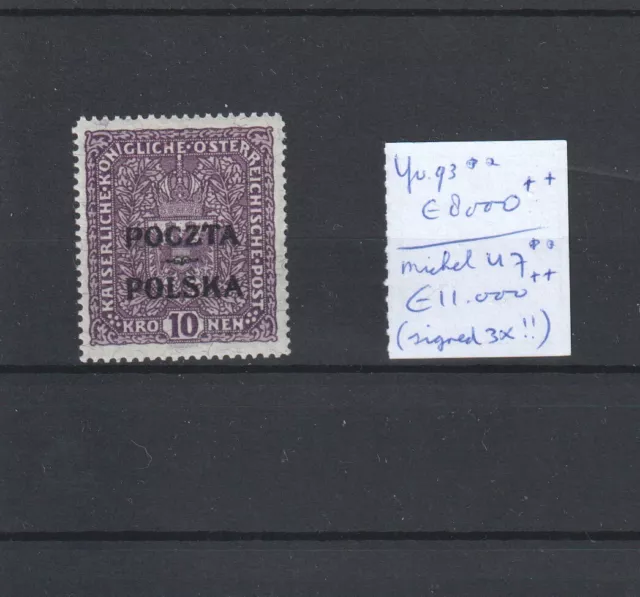 KAISERLICHE·KÖNIGLICHE·ÖSTERREICHISCHE·POST·
POCZTA
POLSKA
KRO 10 NEN
Yv. 93 **
€ 8000 ++
michel 47 **
€ 11.000 ++
(signed 3x !!)